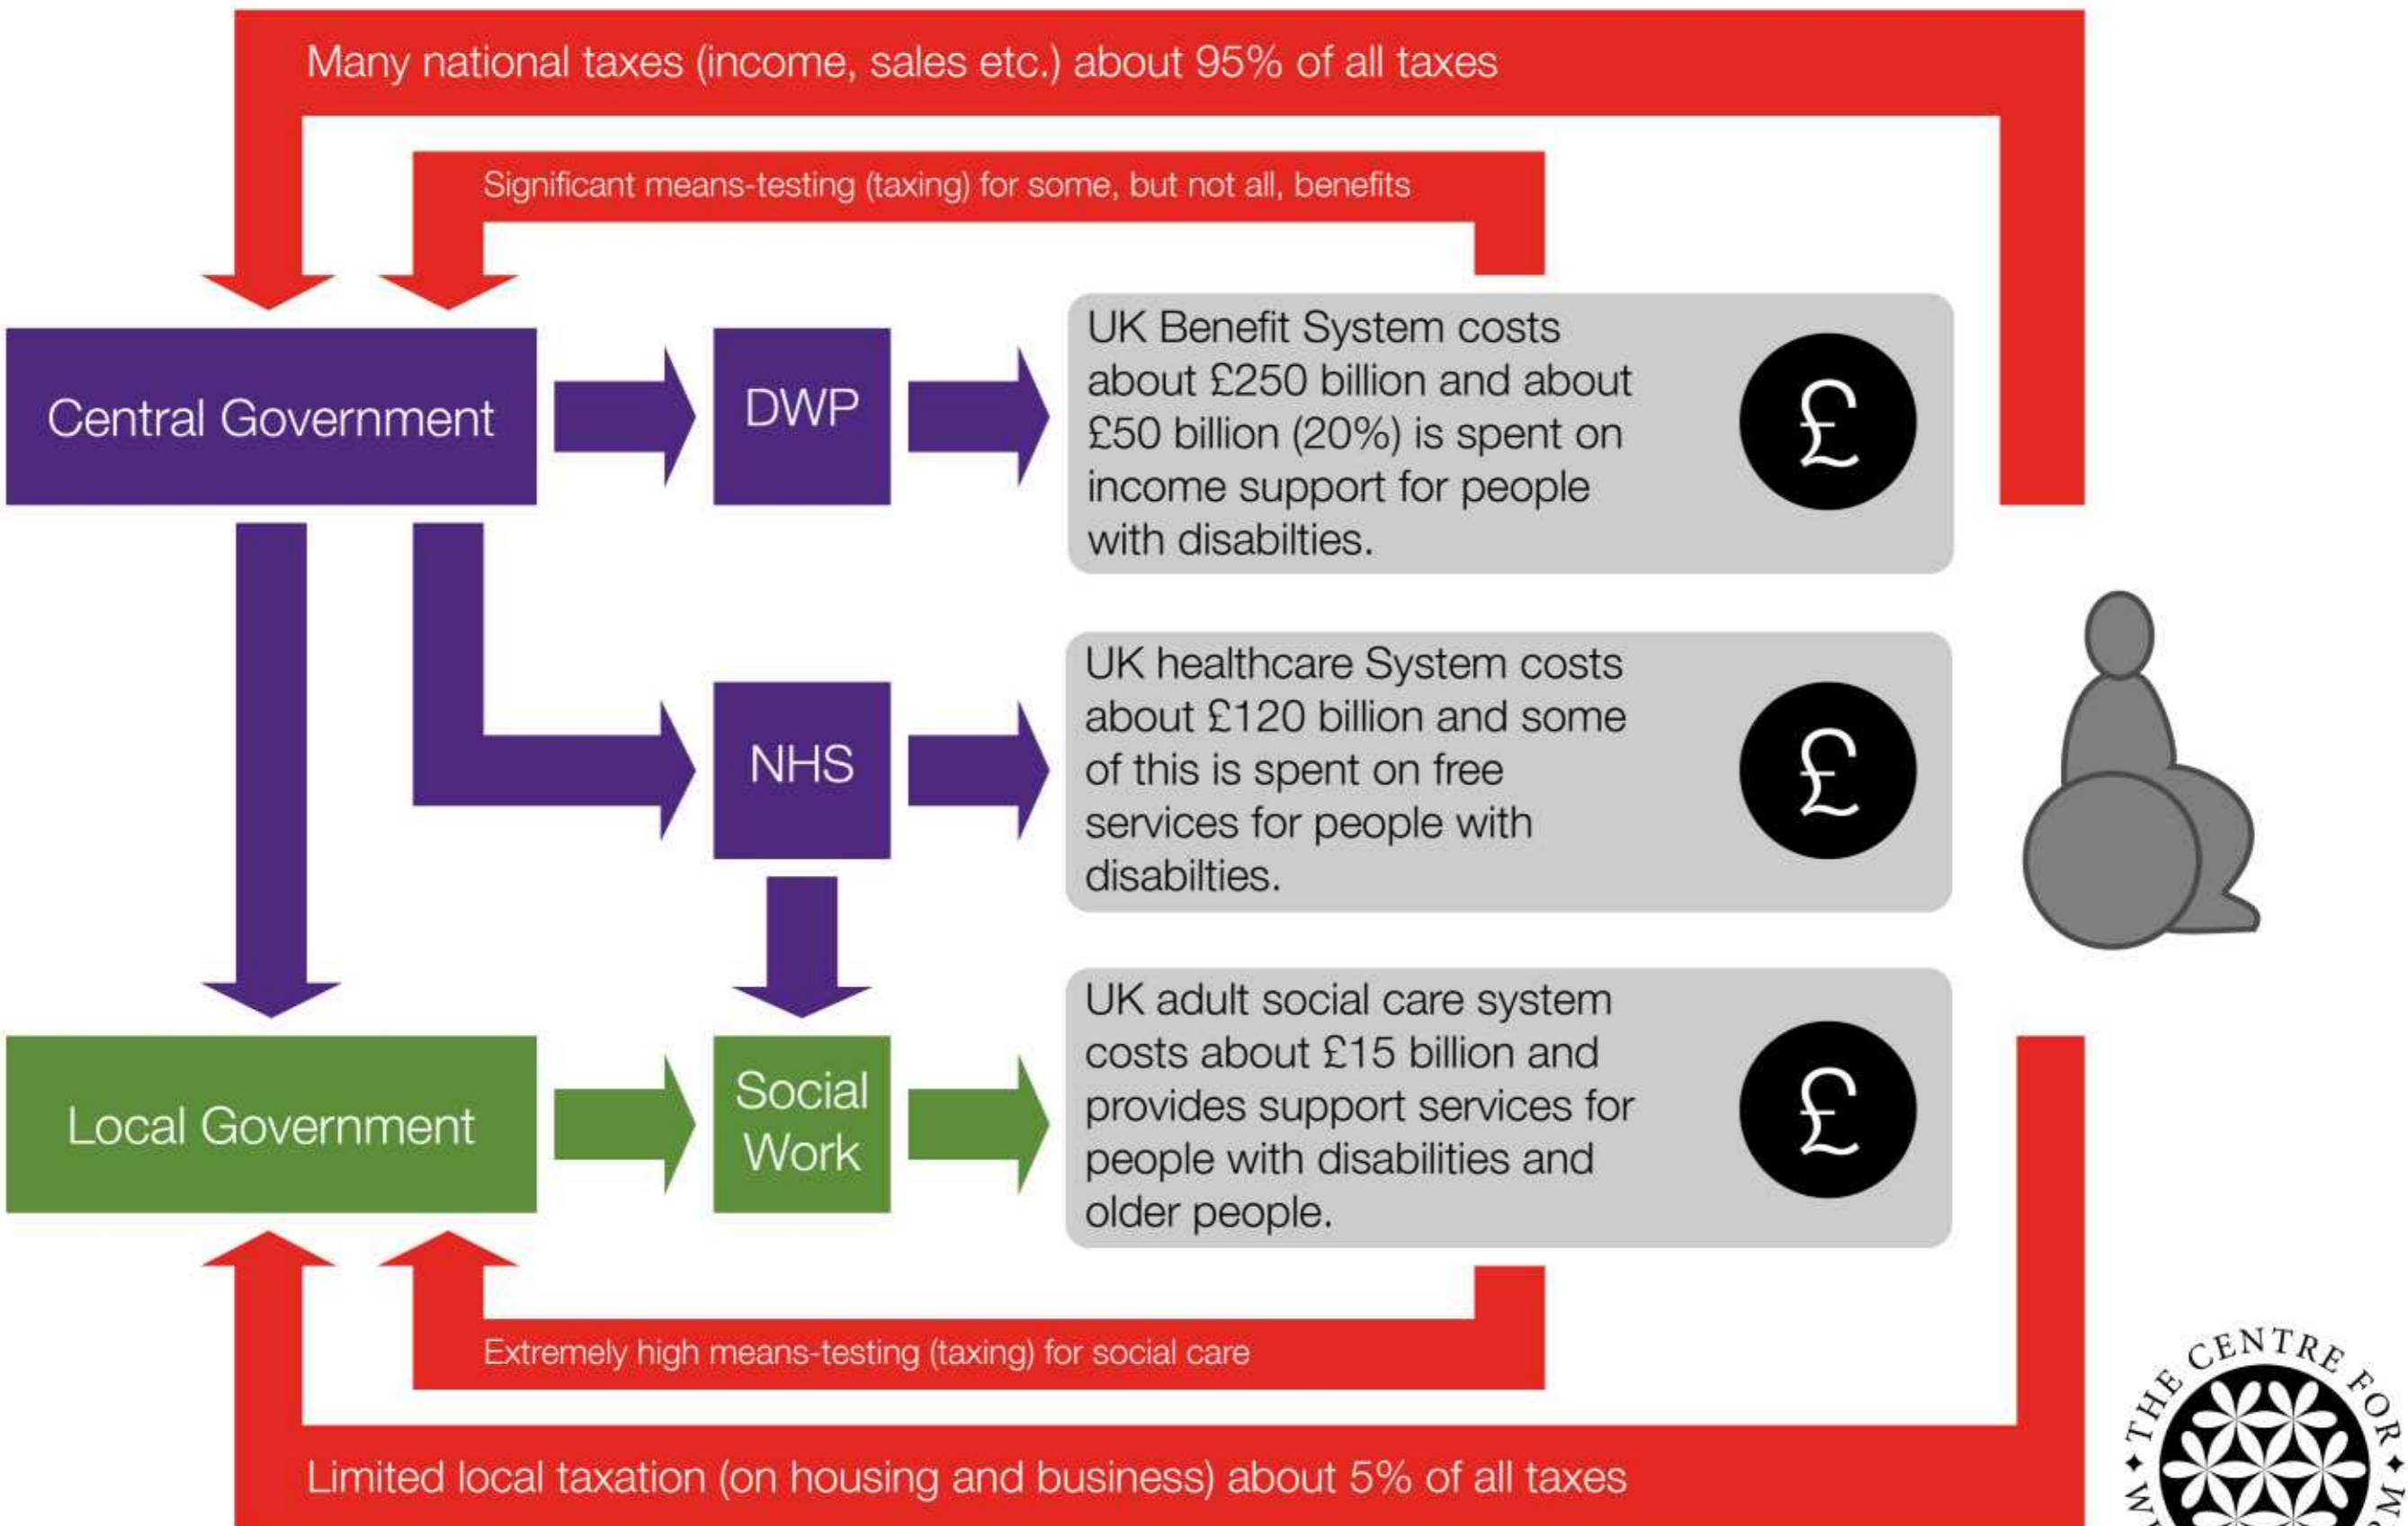 Many national taxes (income, sales etc.) about 95% of all taxes
Significant means-testing (taxing) for some, but not all, benefits
Central Government
DWP
UK Benefit System costs
about £250 billion and about
£50 billion (20%) is spent on
income support for people
with disabilties.
£
NHS
UK healthcare System costs
about £120 billion and some
of this is spent on free
services for people with
disabilties.
£
Local Government
Social
Work
UK adult social care system
costs about £15 billion and
provides support services for
people with disabilities and
older people.
£
Extremely high means-testing (taxing) for social care
Limited local taxation (on housing and business) about 5% of all taxes
THE CENTRE FOR